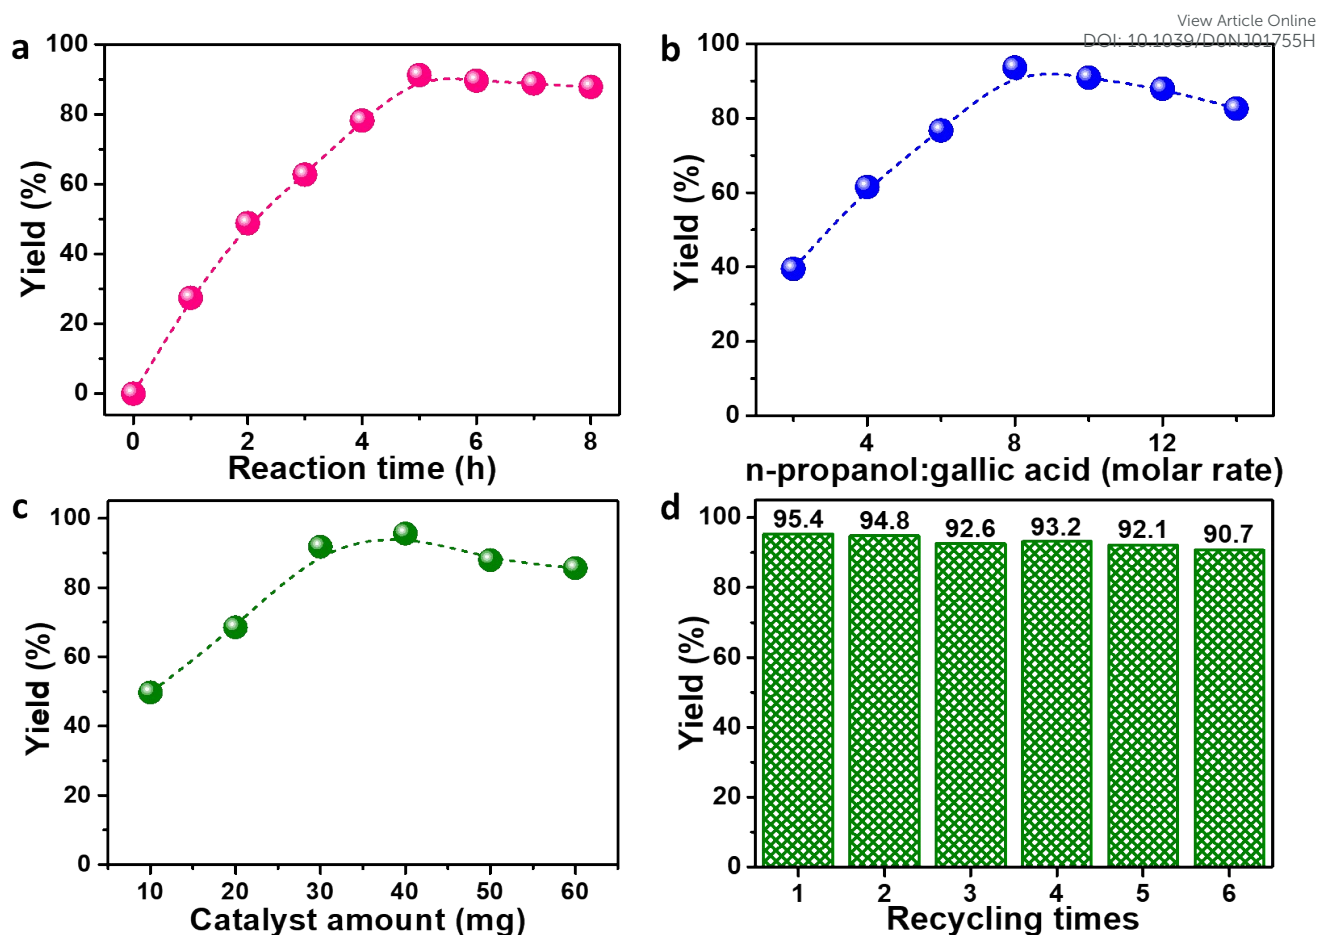 View Article Online
DOI: 10.1039/D0NJ01755H
a
100
80
60
40
20
0
Yield (%)
0 2 4 6 8
Reaction time (h)
b
100
80
60
40
20
0
Yield (%)
4 8 12
n-propanol:gallic acid (molar rate)
c
100
80
60
40
20
0
Yield (%)
10 20 30 40 50 60
Catalyst amount (mg)
d
100
80
60
40
20
0
Yield (%)
95.4 94.8 92.6 93.2 92.1 90.7
1 2 3 4 5 6
Recycling times